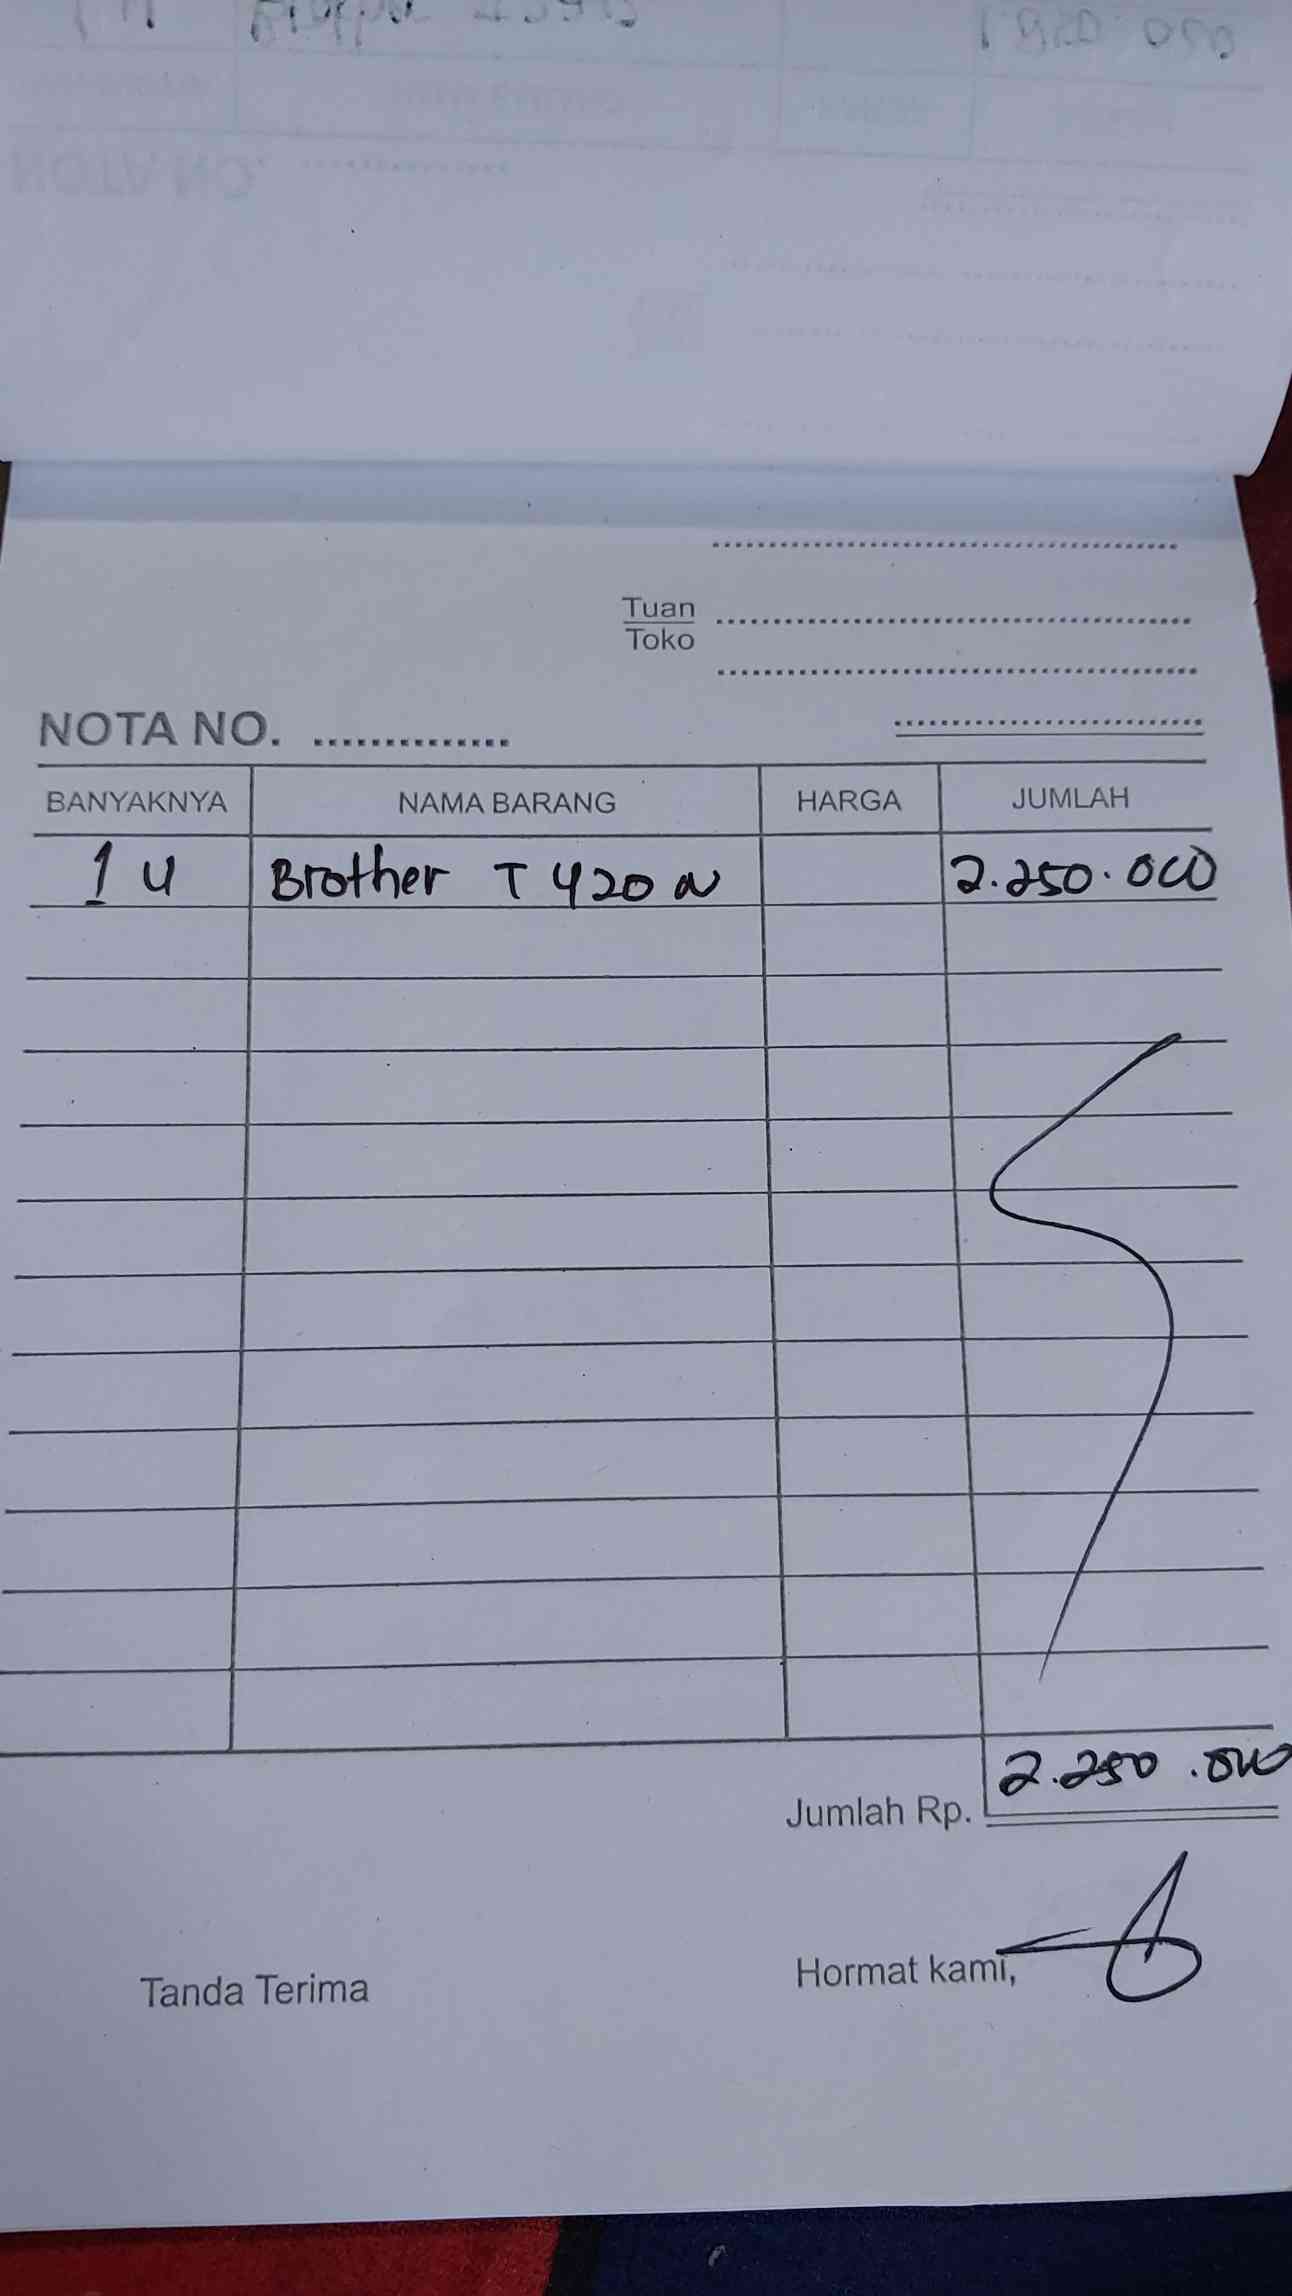 Tuan
Toko
NOTA NO. ..............
BANYAKNYA NAMA BARANG HARGA JUMLAH
1 U Brother T 420 W 2.250.000
Jumlah Rp. 2.250.000
Tanda Terima Hormat kami,